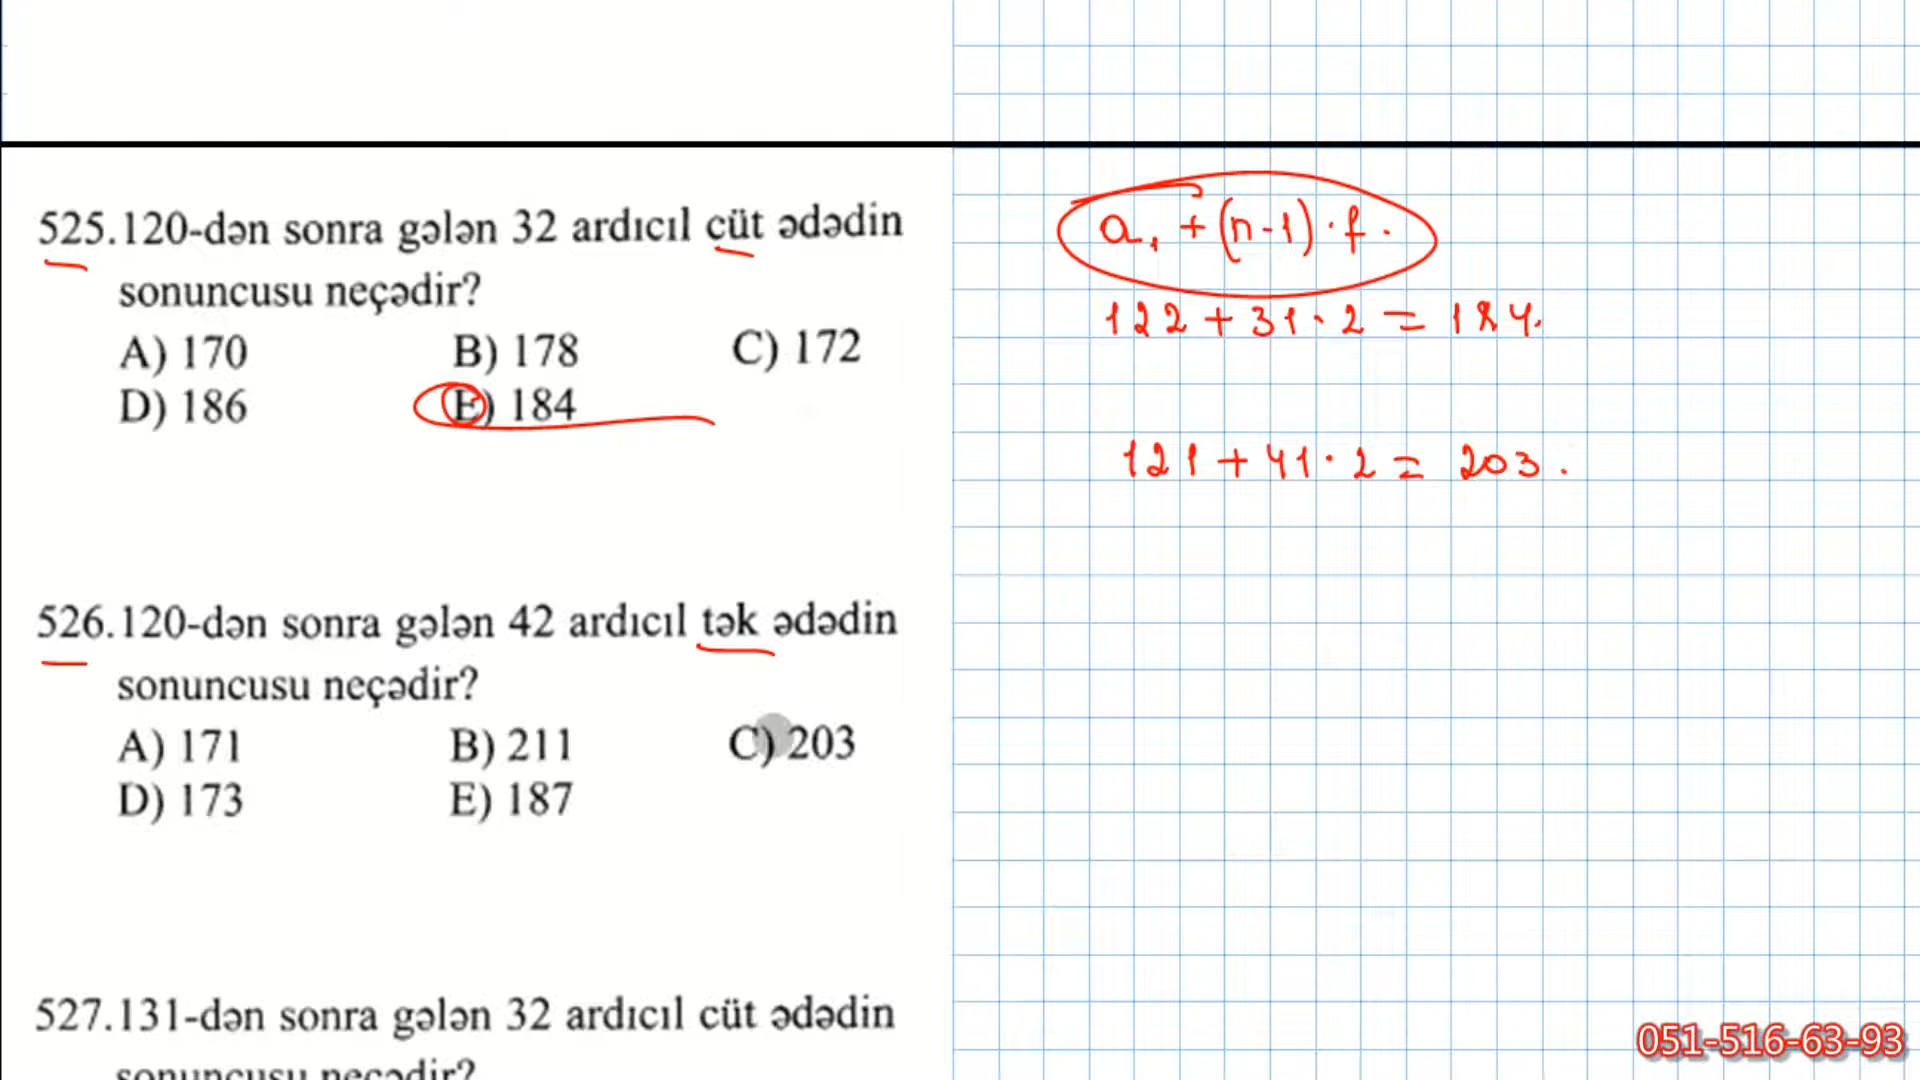 525.120-dən sonra gələn 32 ardıcıl cüt ədədin
sonuncusu neçədir?
A) 170 B) 178 C) 172
D) 186 E) 184
526.120-dən sonra gələn 42 ardıcıl tək ədədin
sonuncusu neçədir?
A) 171 B) 211 C) 203
D) 173 E) 187
527.131-dən sonra gələn 32 ardıcıl cüt ədədin
sonuncusu neçədir?
a₁ + (n-1) · f.
122 + 31 · 2 = 184.
121 + 41 · 2 = 203.
051-516-63-93